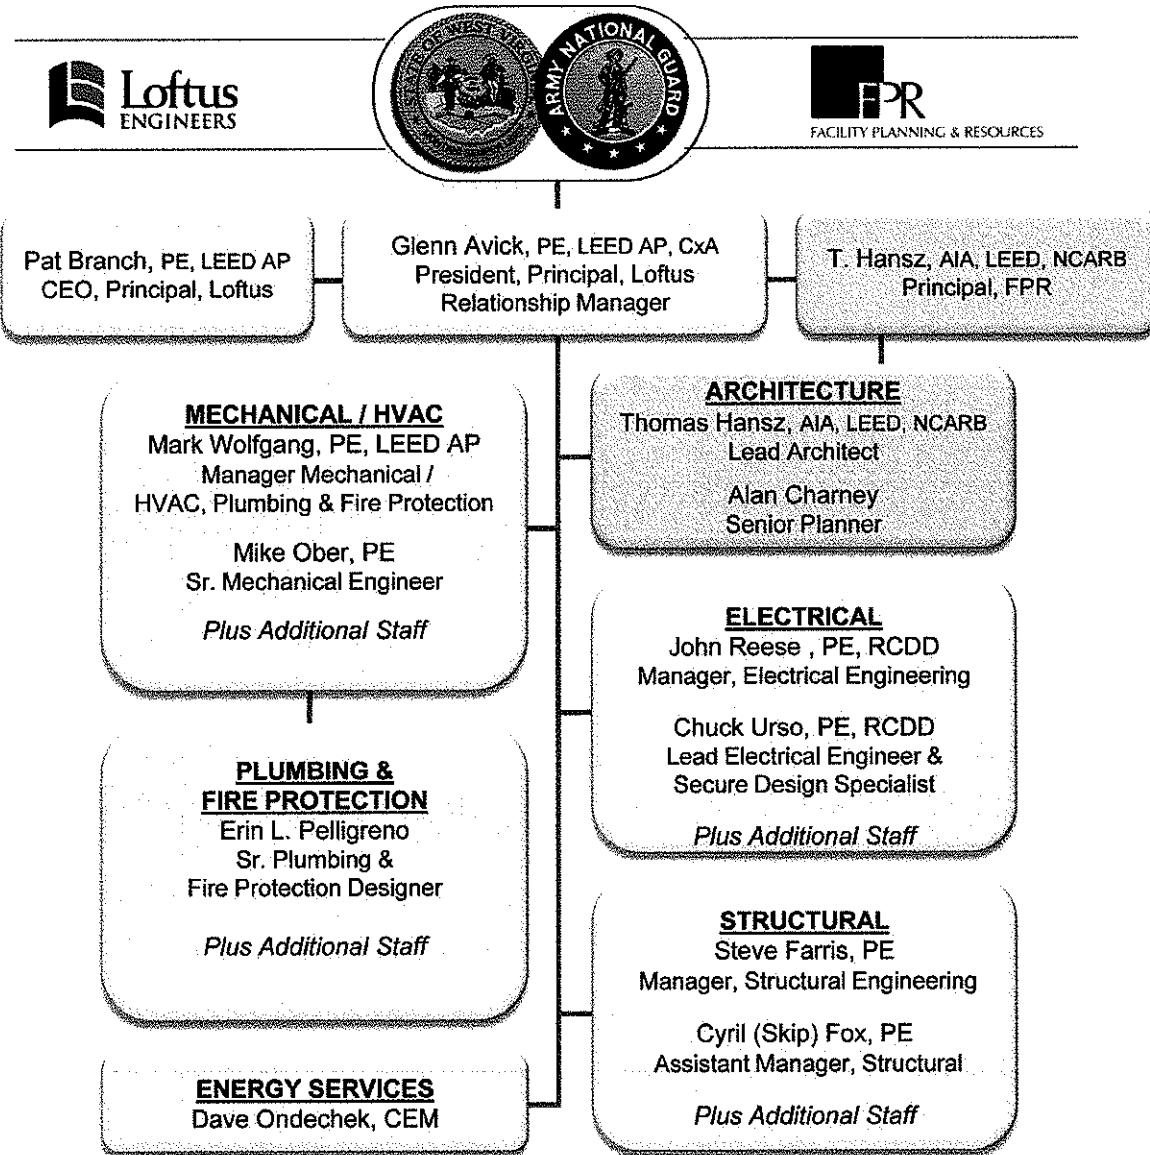 Loftus
ENGINEERS
STATE OF WEST VIRGINIA
ARMY NATIONAL GUARD
FPR
FACILITY PLANNING & RESOURCES
Pat Branch, PE, LEED AP
CEO, Principal, Loftus
Glenn Avick, PE, LEED AP, CxA
President, Principal, Loftus
Relationship Manager
T. Hansz, AIA, LEED, NCARB
Principal, FPR
MECHANICAL / HVAC
Mark Wolfgang, PE, LEED AP
Manager Mechanical /
HVAC, Plumbing & Fire Protection
Mike Ober, PE
Sr. Mechanical Engineer
Plus Additional Staff
ARCHITECTURE
Thomas Hansz, AIA, LEED, NCARB
Lead Architect
Alan Charney
Senior Planner
ELECTRICAL
John Reese , PE, RCDD
Manager, Electrical Engineering
Chuck Urso, PE, RCDD
Lead Electrical Engineer &
Secure Design Specialist
Plus Additional Staff
PLUMBING &
FIRE PROTECTION
Erin L. Pelligreno
Sr. Plumbing &
Fire Protection Designer
Plus Additional Staff
STRUCTURAL
Steve Farris, PE
Manager, Structural Engineering
Cyril (Skip) Fox, PE
Assistant Manager, Structural
Plus Additional Staff
ENERGY SERVICES
Dave Ondechek, CEM